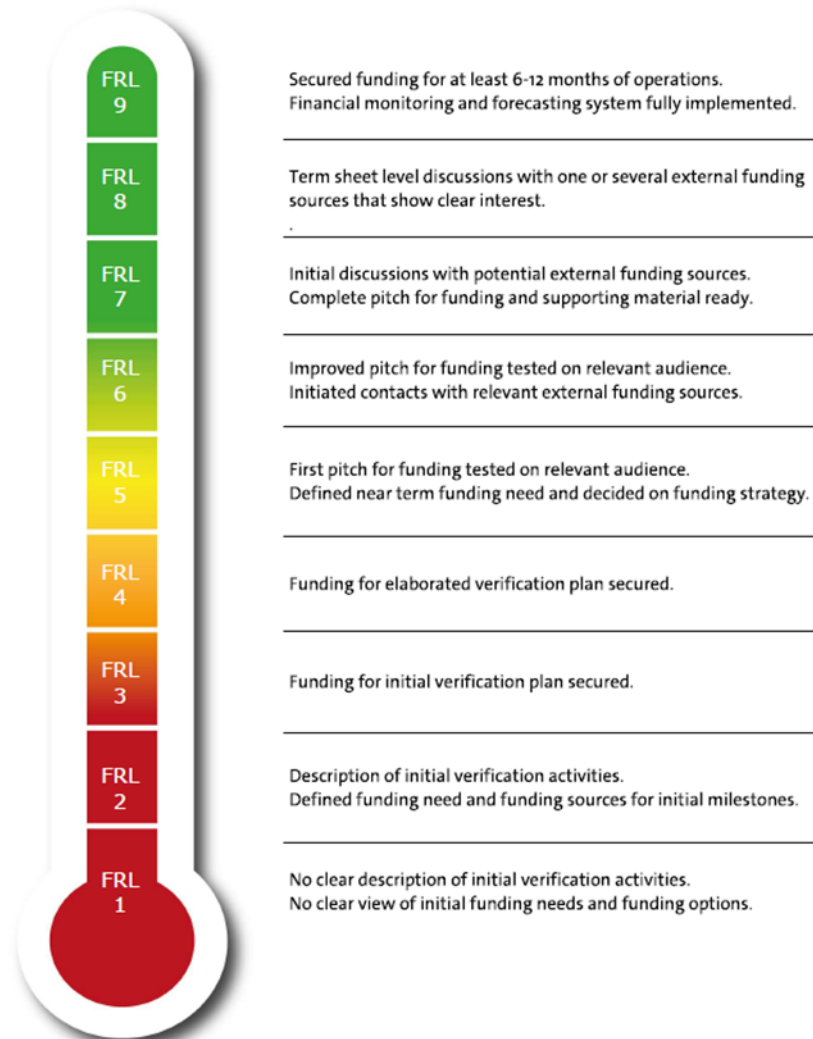 FRL
9
Secured funding for at least 6-12 months of operations.
Financial monitoring and forecasting system fully implemented.
FRL
8
Term sheet level discussions with one or several external funding
sources that show clear interest.
.
FRL
7
Initial discussions with potential external funding sources.
Complete pitch for funding and supporting material ready.
FRL
6
Improved pitch for funding tested on relevant audience.
Initiated contacts with relevant external funding sources.
FRL
5
First pitch for funding tested on relevant audience.
Defined near term funding need and decided on funding strategy.
FRL
4
Funding for elaborated verification plan secured.
FRL
3
Funding for initial verification plan secured.
FRL
2
Description of initial verification activities.
Defined funding need and funding sources for initial milestones.
FRL
1
No clear description of initial verification activities.
No clear view of initial funding needs and funding options.